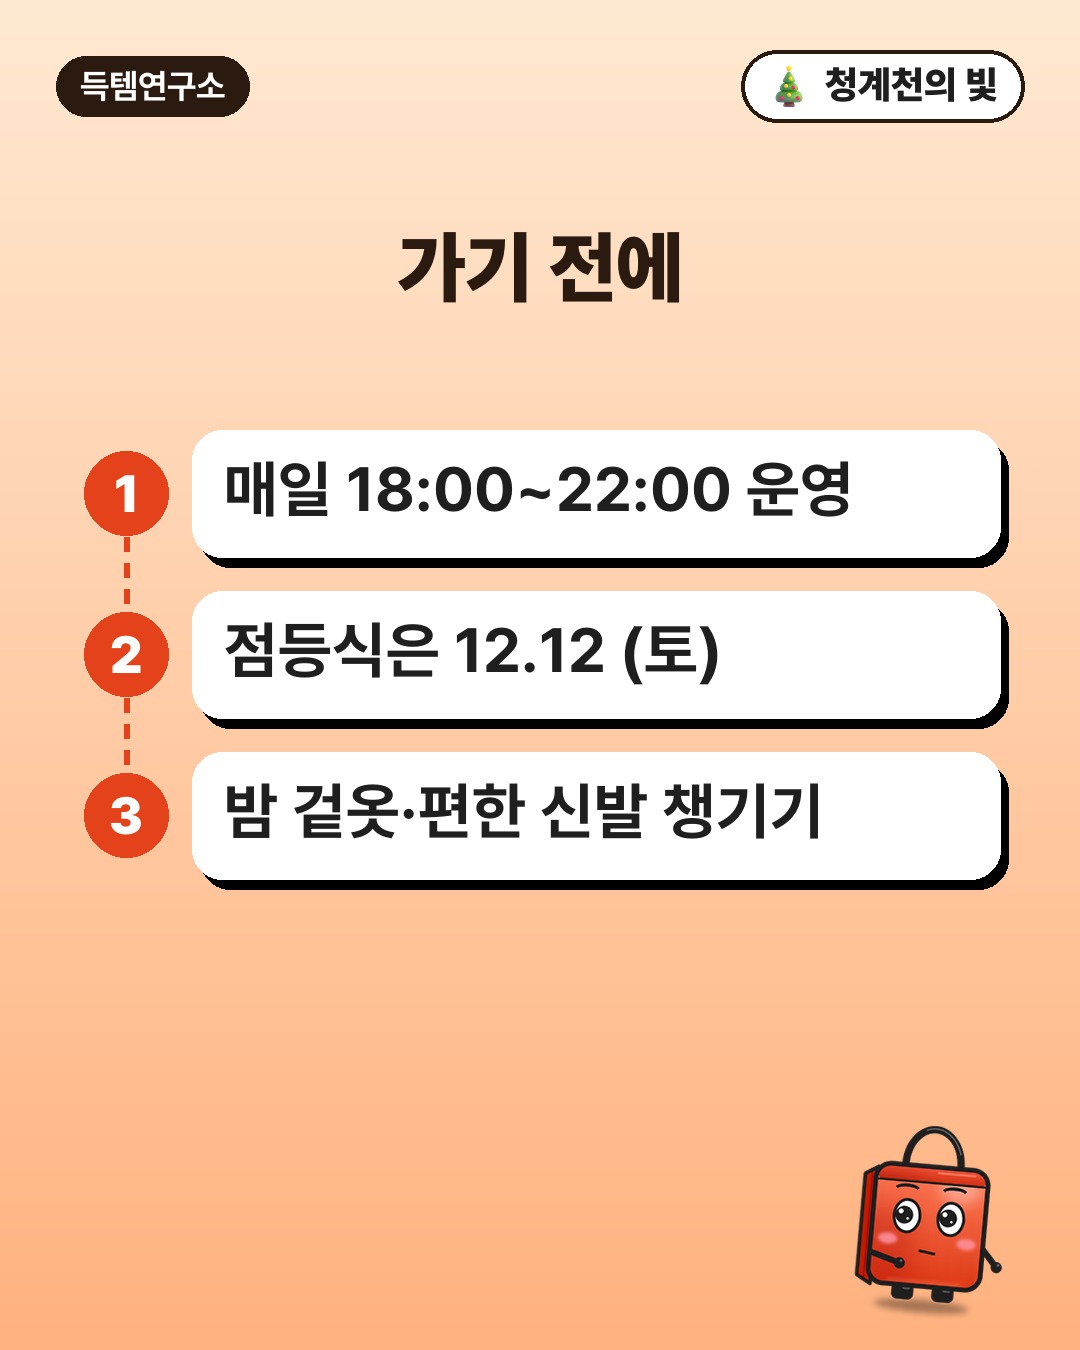 득템연구소
청계천의 빛
가기 전에
1
매일 18:00~22:00 운영
2
점등식은 12.12 (토)
3
밤 겉옷·편한 신발 챙기기